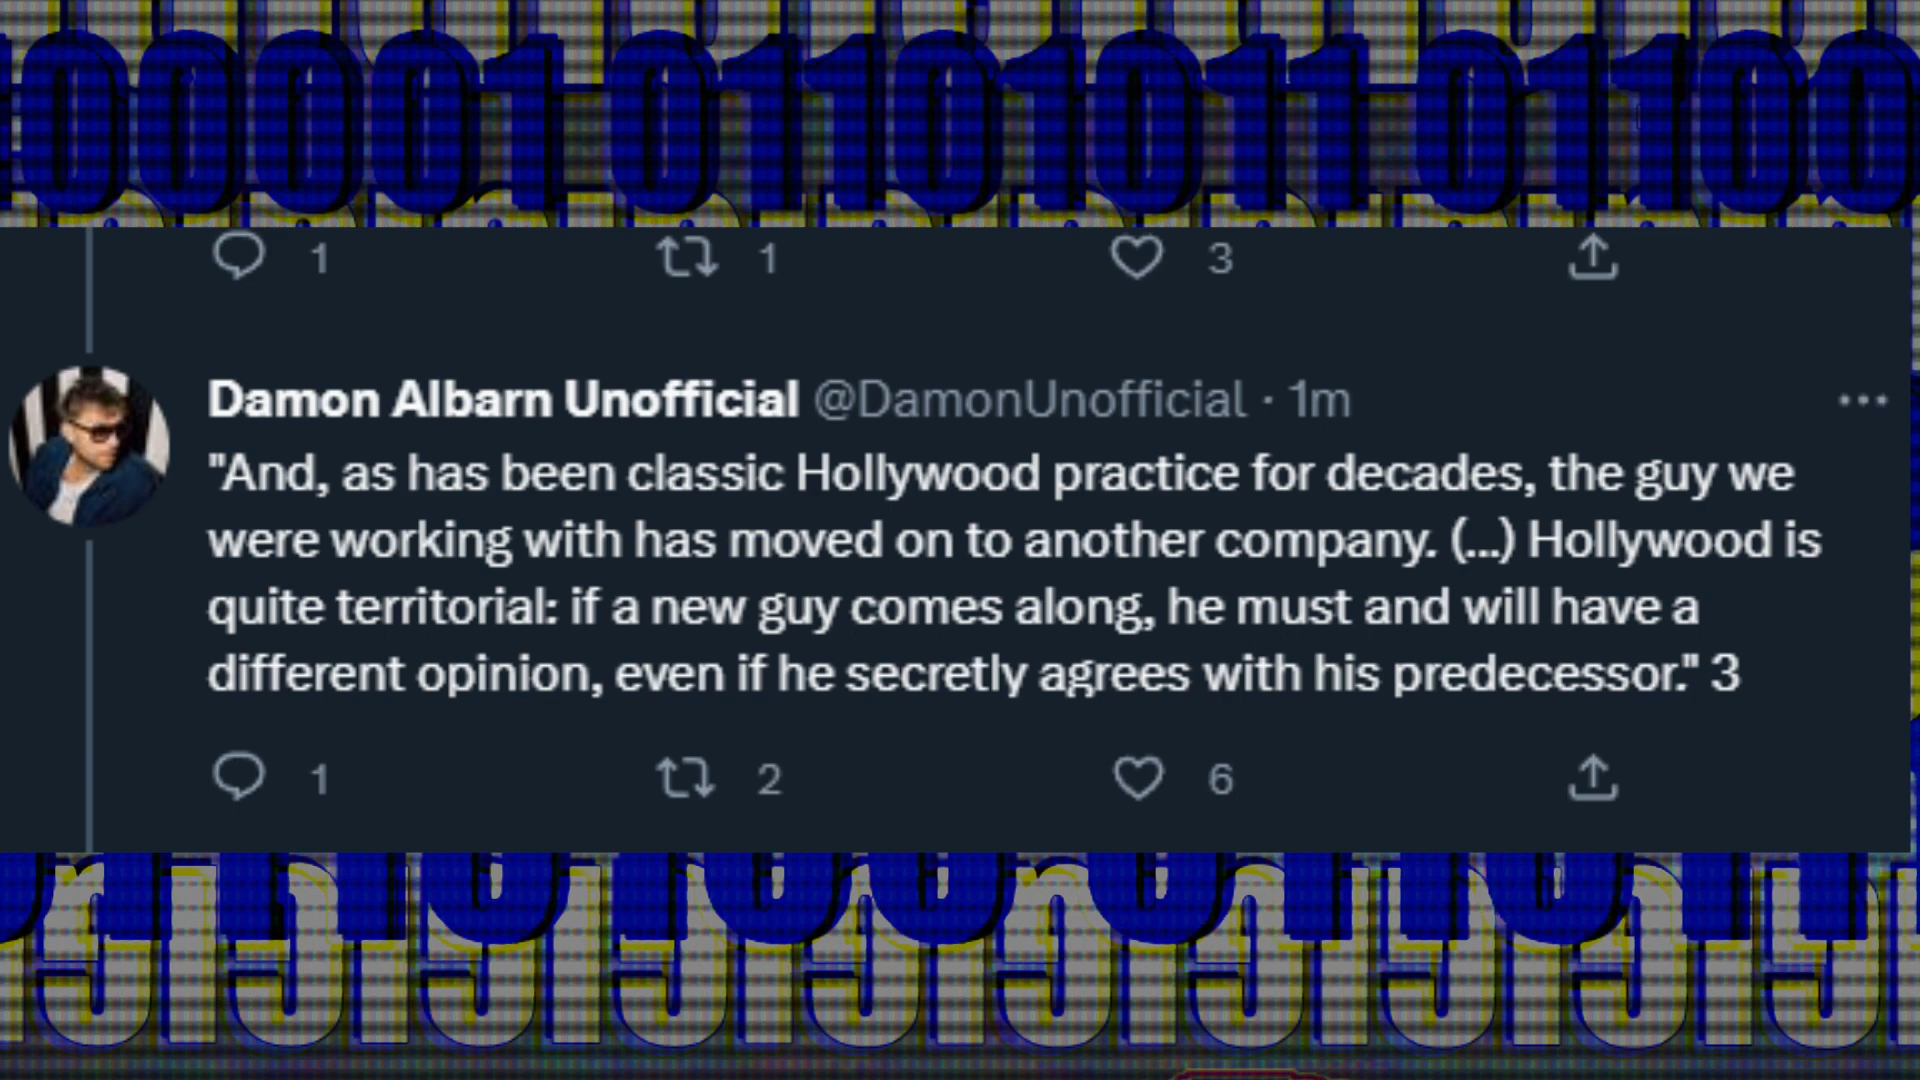 00001 01101011 01100
1 1 3
Damon Albarn Unofficial @DamonUnofficial · 1m
"And, as has been classic Hollywood practice for decades, the guy we
were working with has moved on to another company. (...) Hollywood is
quite territorial: if a new guy comes along, he must and will have a
different opinion, even if he secretly agrees with his predecessor." 3
1 2 6